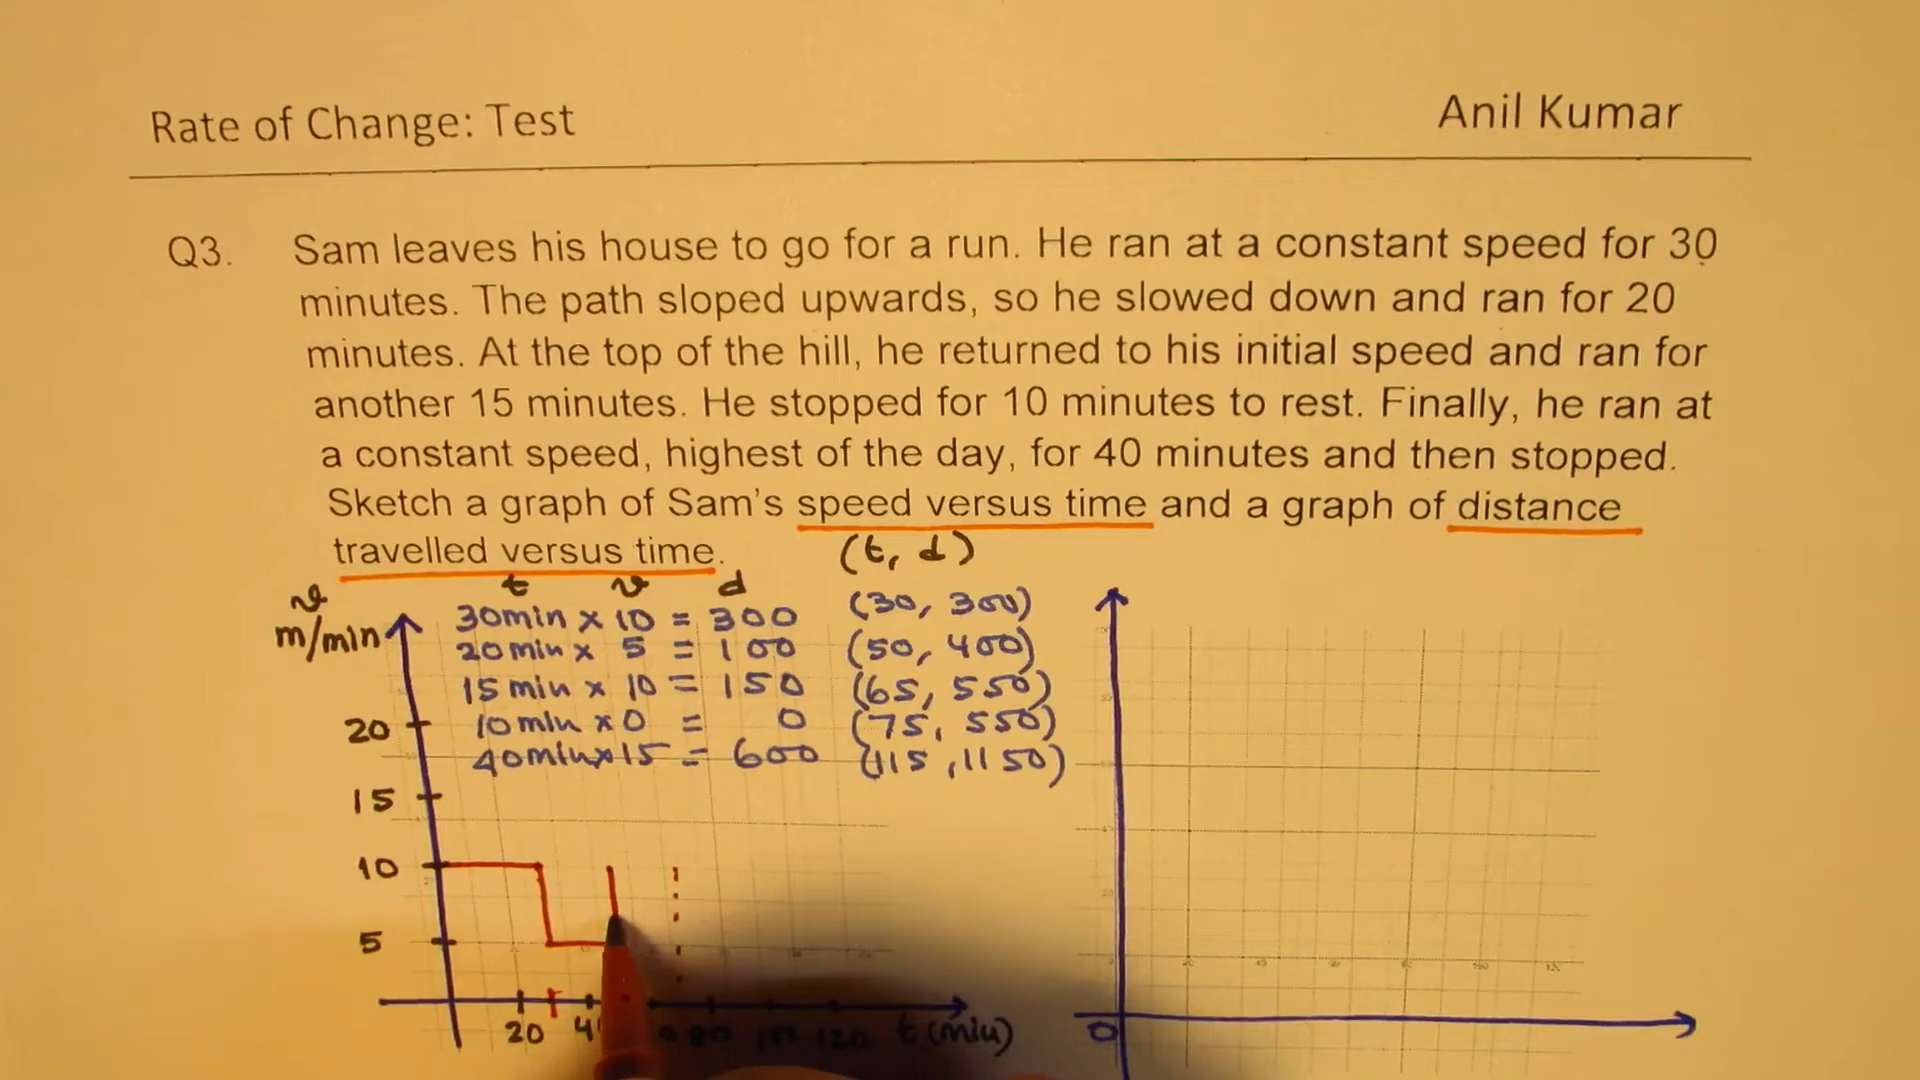 Rate of Change: Test
Anil Kumar
Q3. Sam leaves his house to go for a run. He ran at a constant speed for 30
minutes. The path sloped upwards, so he slowed down and ran for 20
minutes. At the top of the hill, he returned to his initial speed and ran for
another 15 minutes. He stopped for 10 minutes to rest. Finally, he ran at
a constant speed, highest of the day, for 40 minutes and then stopped.
Sketch a graph of Sam's speed versus time and a graph of distance
travelled versus time.
(t, d)
t v d
v
m/min
30min x 10 = 300 (30, 300)
20min x 5 = 100 (50, 400)
15 min x 10 = 150 (65, 550)
10min x 0 = 0 (75, 550)
40min x 15 = 600 (115, 1150)
20
15
10
5
20 80 120 t (min)
0